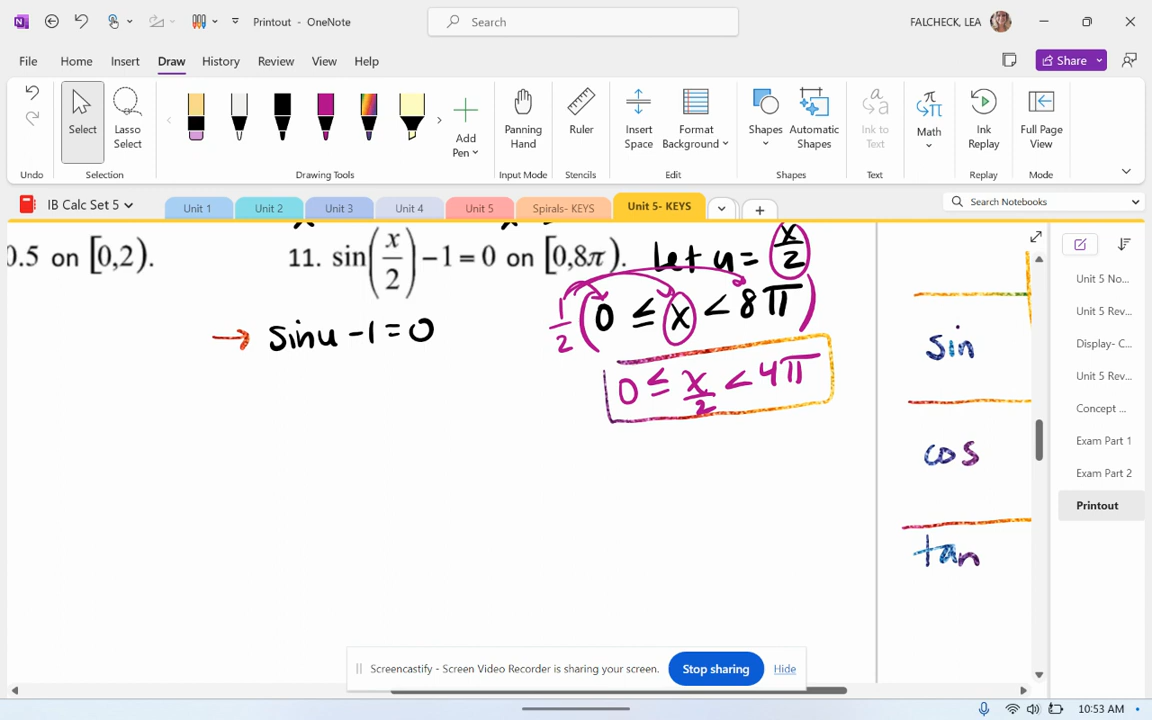 Printout - OneNote
Search
FALCHECK, LEA
File Home Insert Draw History Review View Help
Share
Select
Lasso Select
Add Pen
Panning Hand
Ruler
Insert Space
Format Background
Shapes
Automatic Shapes
Ink to Text
Math
Ink Replay
Full Page View
Undo Selection Drawing Tools Input Mode Stencils Edit Shapes Text Replay Mode
IB Calc Set 5
Unit 1 Unit 2 Unit 3 Unit 4 Unit 5 Spirals- KEYS Unit 5- KEYS
Search Notebooks
0.5 on [0,2).
11. sin(x/2) − 1 = 0 on [0,8π).
Let u = x/2
1/2 (0 ≤ x < 8π)
→ sinu - 1 = 0
0 ≤ x/2 < 4π
sin
cos
tan
Unit 5 No...
Unit 5 Rev...
Display- C...
Unit 5 Rev...
Concept ...
Exam Part 1
Exam Part 2
Printout
Screencastify - Screen Video Recorder is sharing your screen.
Stop sharing
Hide
10:53 AM